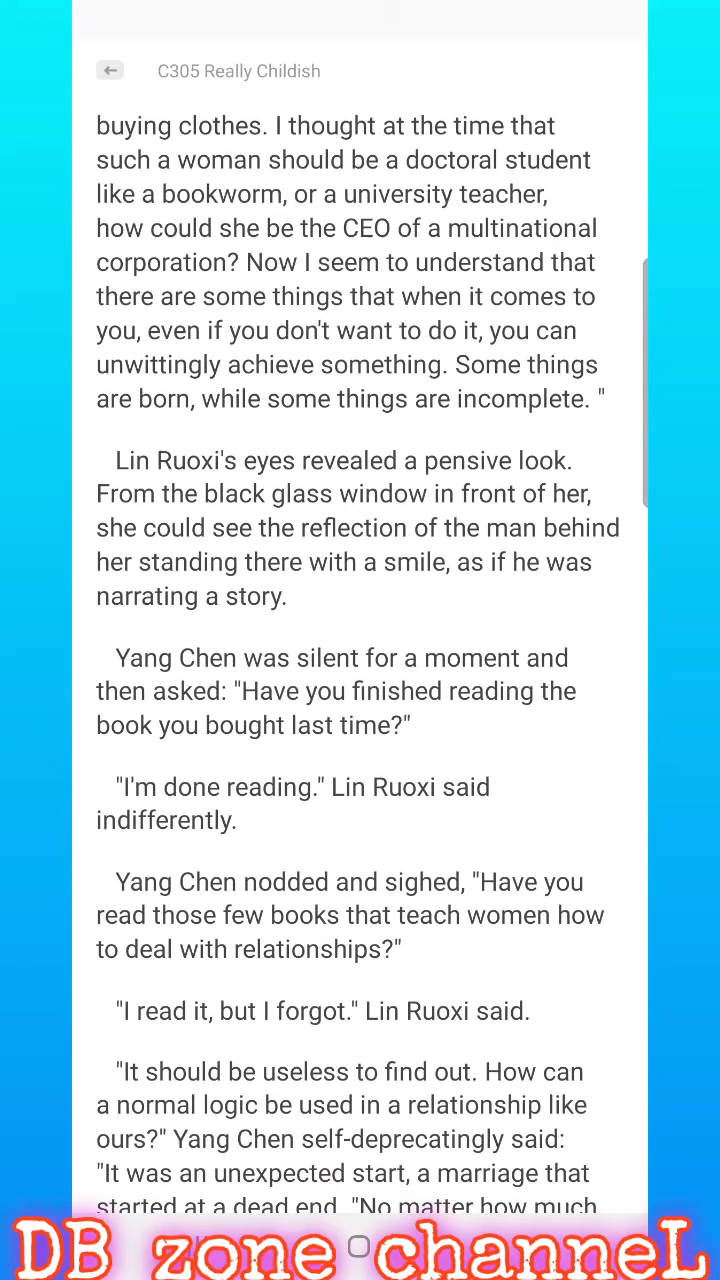 C305 Really Childish
buying clothes. I thought at the time that
such a woman should be a doctoral student
like a bookworm, or a university teacher,
how could she be the CEO of a multinational
corporation? Now I seem to understand that
there are some things that when it comes to
you, even if you don't want to do it, you can
unwittingly achieve something. Some things
are born, while some things are incomplete. "
Lin Ruoxi's eyes revealed a pensive look.
From the black glass window in front of her,
she could see the reflection of the man behind
her standing there with a smile, as if he was
narrating a story.
Yang Chen was silent for a moment and
then asked: "Have you finished reading the
book you bought last time?"
"I'm done reading." Lin Ruoxi said
indifferently.
Yang Chen nodded and sighed, "Have you
read those few books that teach women how
to deal with relationships?"
"I read it, but I forgot." Lin Ruoxi said.
"It should be useless to find out. How can
a normal logic be used in a relationship like
ours?" Yang Chen self-deprecatingly said:
"It was an unexpected start, a marriage that
started at a dead end. "No matter how much
DB zone channeL